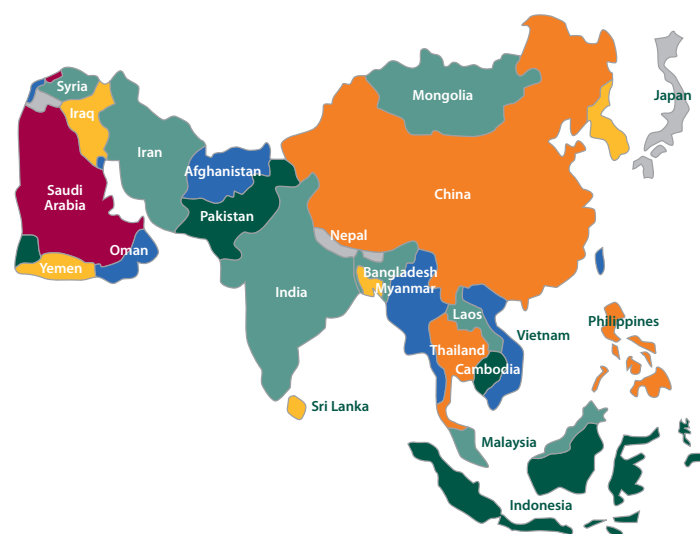 Syria
Mongolia
Japan
Iraq
Iran
Afghanistan
Saudi
Arabia
China
Pakistan
Nepal
Oman
Yemen
Bangladesh
Myanmar
India
Laos
Philippines
Vietnam
Thailand
Cambodia
Sri Lanka
Malaysia
Indonesia